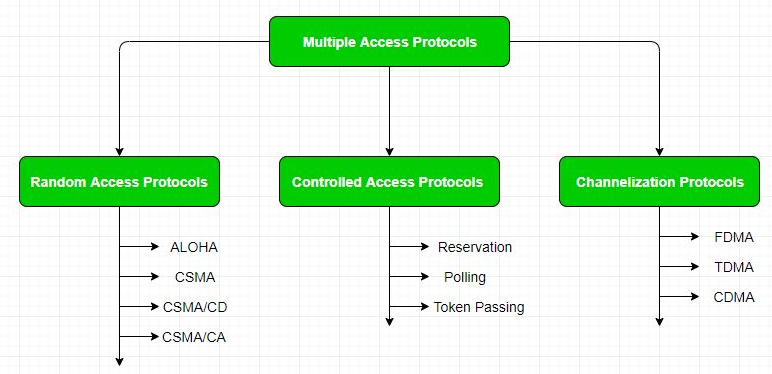 Multiple Access Protocols
Random Access Protocols
Controlled Access Protocols
Channelization Protocols
ALOHA
CSMA
CSMA/CD
CSMA/CA
Reservation
Polling
Token Passing
FDMA
TDMA
CDMA